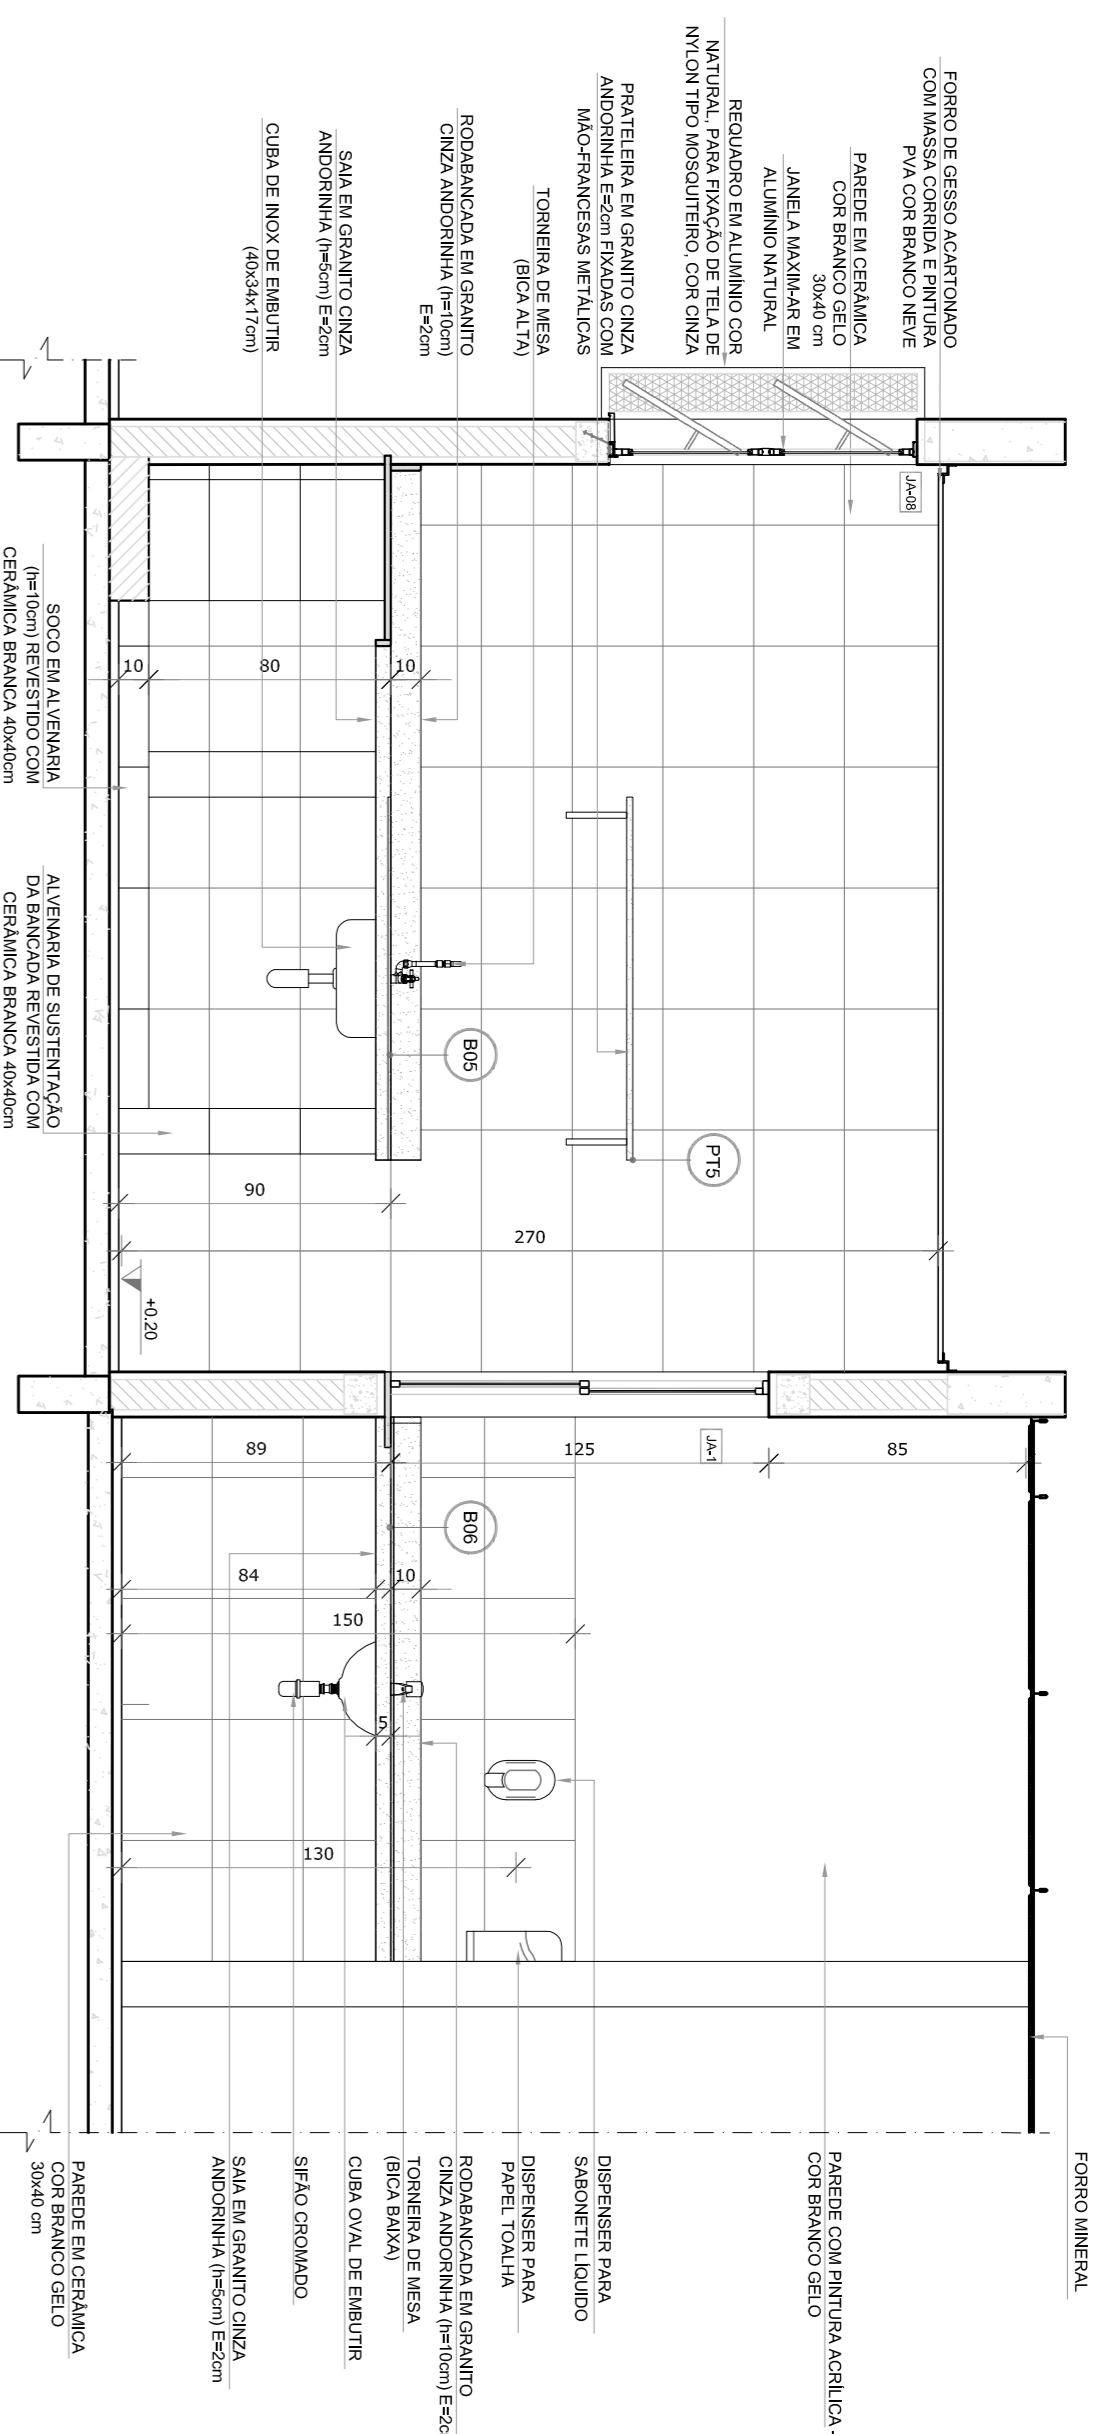 FORRO DE GESSO ACARTONADO
COM MASSA CORRIDA E PINTURA
PVA COR BRANCO NEVE
PAREDE EM CERÂMICA
COR BRANCO GELO
30x40 cm
JANELA MAXIM-AR EM
ALUMÍNIO NATURAL
REQUADRO EM ALUMÍNIO COR
NATURAL, PARA FIXAÇÃO DE TELA DE
NYLON TIPO MOSQUITEIRO, COR CINZA
PRATELEIRA EM GRANITO CINZA
ANDORINHA E=2cm FIXADAS COM
MÃO-FRANCESAS METÁLICAS
TORNEIRA DE MESA
(BICA ALTA)
RODABANCADA EM GRANITO
CINZA ANDORINHA (h=10cm)
E=2cm
SAIA EM GRANITO CINZA
ANDORINHA (h=5cm) E=2cm
CUBA DE INOX DE EMBUTIR
(40x34x17cm)
JA-08
10
80
10
SOCO EM ALVENARIA
(h=10cm) REVESTIDO COM
CERÂMICA BRANCA 40x40cm
ALVENARIA DE SUSTENTAÇÃO
DA BANCADA REVESTIDA COM
CERÂMICA BRANCA 40x40cm
B05
PT5
90
270
+0.20
JA-1
89
125
85
B06
84
10
150
5
130
FORRO MINERAL
PAREDE COM PINTURA ACRÍLICA -
COR BRANCO GELO
DISPENSER PARA
SABONETE LÍQUIDO
DISPENSER PARA
PAPEL TOALHA
RODABANCADA EM GRANITO
CINZA ANDORINHA (h=10cm) E=2c
TORNEIRA DE MESA
(BICA BAIXA)
CUBA OVAL DE EMBUTIR
SIFÃO CROMADO
SAIA EM GRANITO CINZA
ANDORINHA (h=5cm) E=2cm
PAREDE EM CERÂMICA
COR BRANCO GELO
30x40 cm